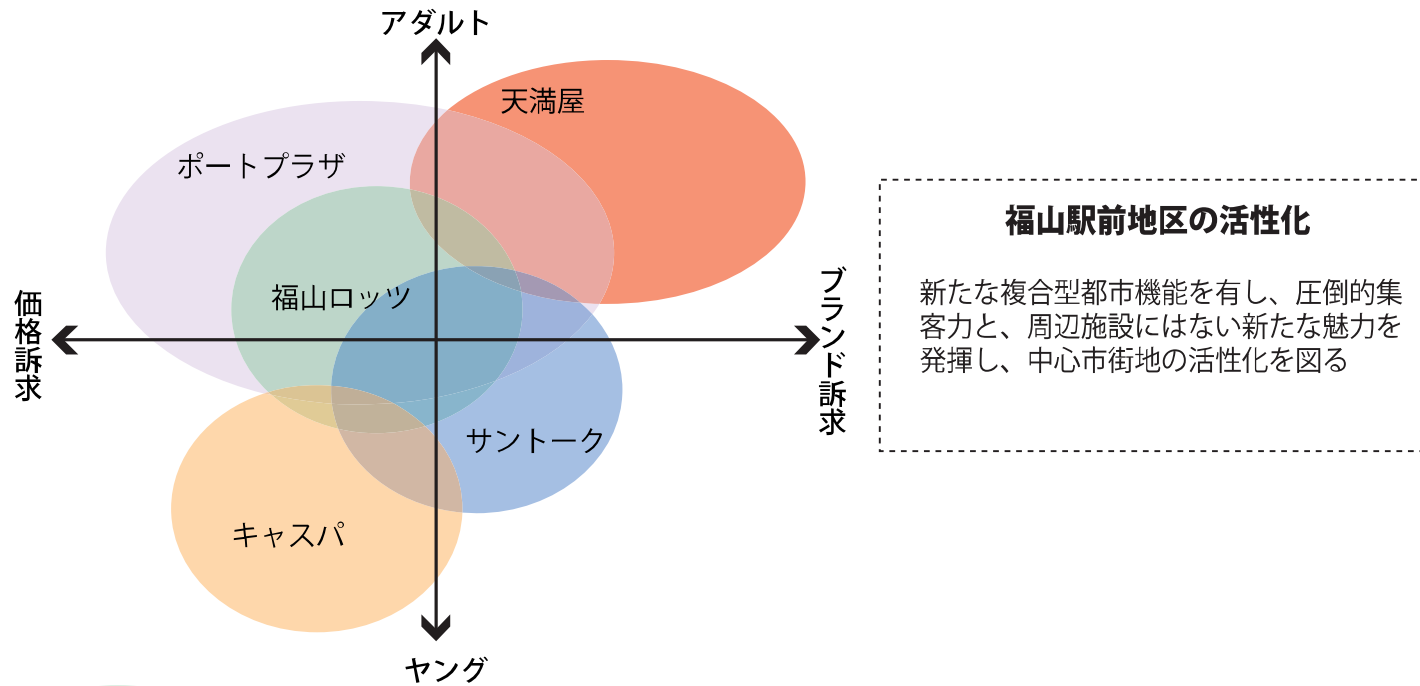 アダルト
天満屋
ポートプラザ
福山ロッツ
価格訴求
ブランド訴求
サントーク
キャスパ
ヤング
福山駅前地区の活性化
新たな複合型都市機能を有し、圧倒的集
客力と、周辺施設にはない新たな魅力を
発揮し、中心市街地の活性化を図る